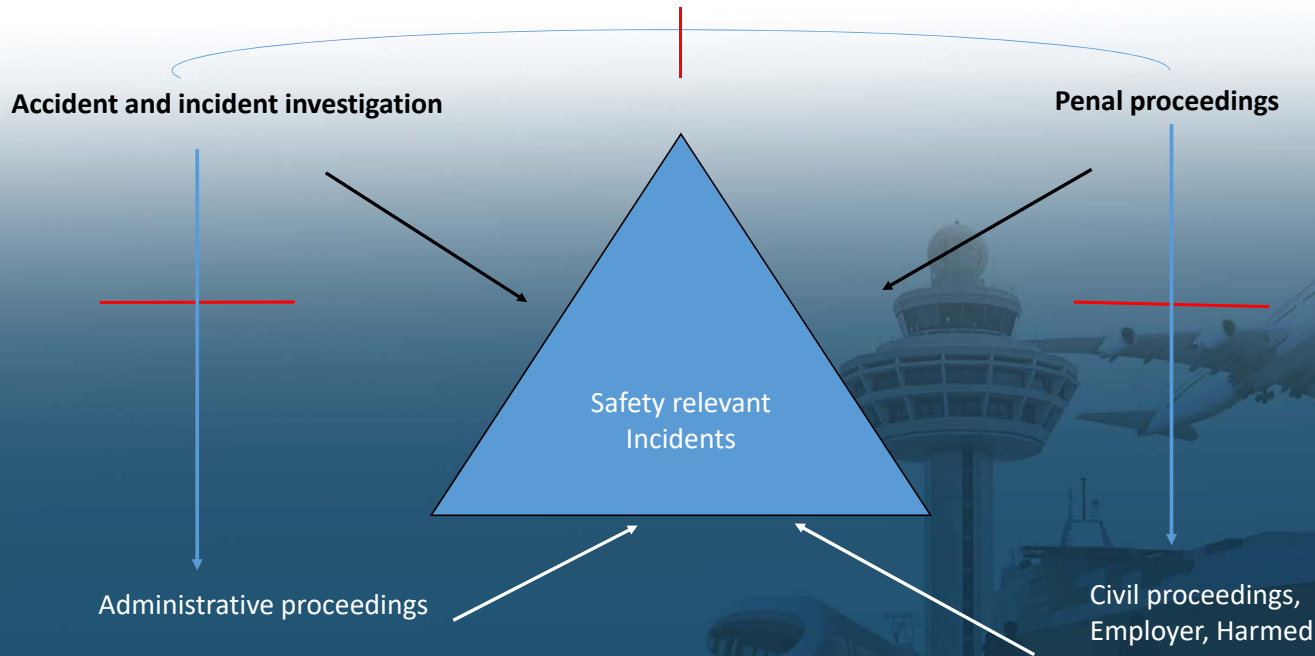 Accident and incident investigation
Penal proceedings
Safety relevant
Incidents
Administrative proceedings
Civil proceedings,
Employer, Harmed